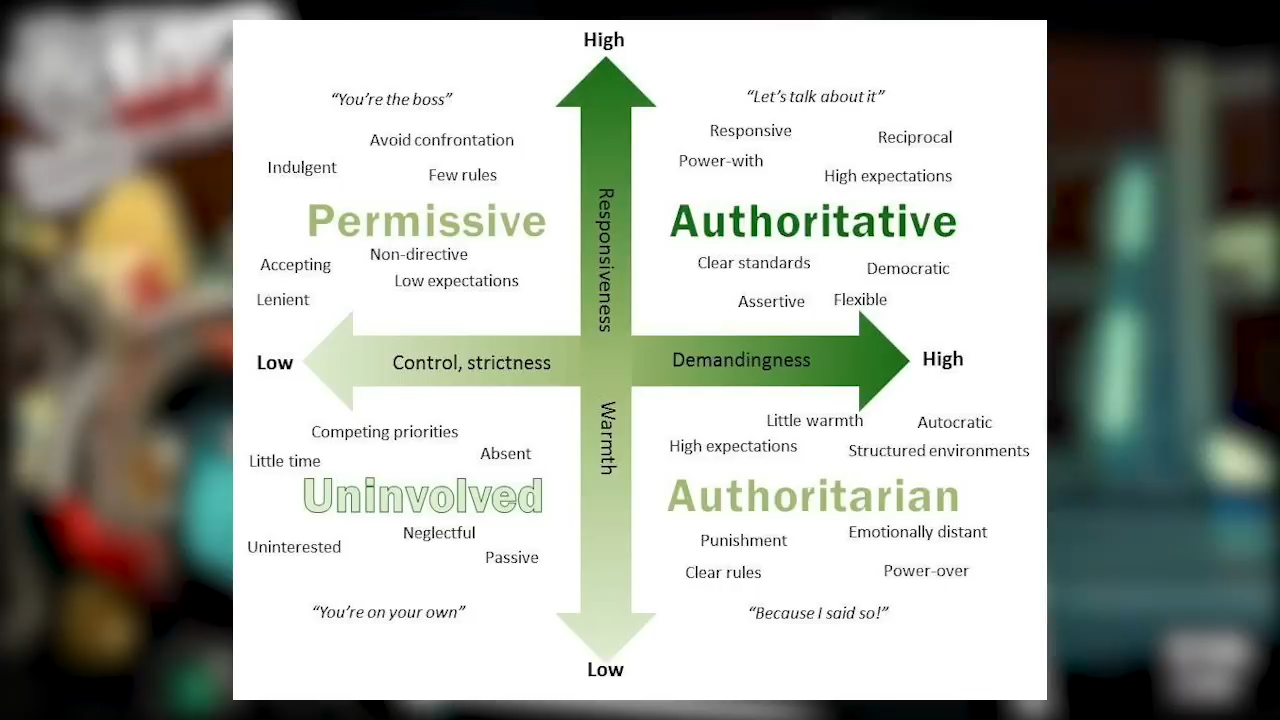 High
“You’re the boss”
Avoid confrontation
Indulgent
Few rules
Permissive
Non-directive
Accepting
Low expectations
Lenient
“Let’s talk about it”
Responsive
Reciprocal
Power-with
High expectations
Authoritative
Clear standards
Democratic
Assertive
Flexible
Responsiveness
Low
Control, strictness
Demandingness
High
Warmth
Competing priorities
Absent
Little time
Uninvolved
Neglectful
Uninterested
Passive
“You’re on your own”
Little warmth
Autocratic
High expectations
Structured environments
Authoritarian
Emotionally distant
Punishment
Clear rules
Power-over
“Because I said so!”
Low